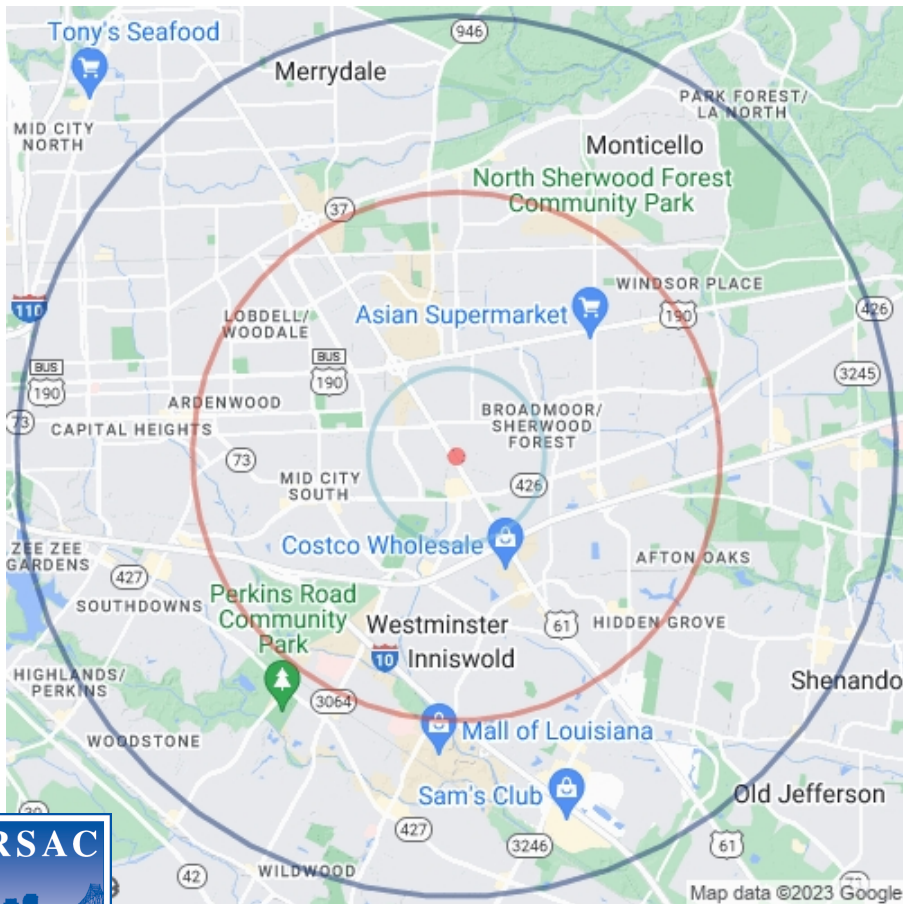 Tony's Seafood
946
Merrydale
MID CITY
NORTH
PARK FOREST/
LA NORTH
Monticello
North Sherwood Forest
Community Park
37
WINDSOR PLACE
110
LOBDELL/
WOODALE
Asian Supermarket
190
426
BUS
190
BUS
190
3245
ARDENWOOD
BROADMOOR/
SHERWOOD
FOREST
73
CAPITAL HEIGHTS
73
MID CITY
SOUTH
426
Costco Wholesale
ZEE ZEE
GARDENS
AFTON OAKS
427
SOUTHDOWNS
Perkins Road
Community
Park
Westminster
61
HIDDEN GROVE
10
Inniswold
HIGHLANDS/
PERKINS
Shenando
3064
WOODSTONE
Mall of Louisiana
Sam's Club
Old Jefferson
30
427
3246
61
RSAC
42
WILDWOOD
73
Map data ©2023 Google